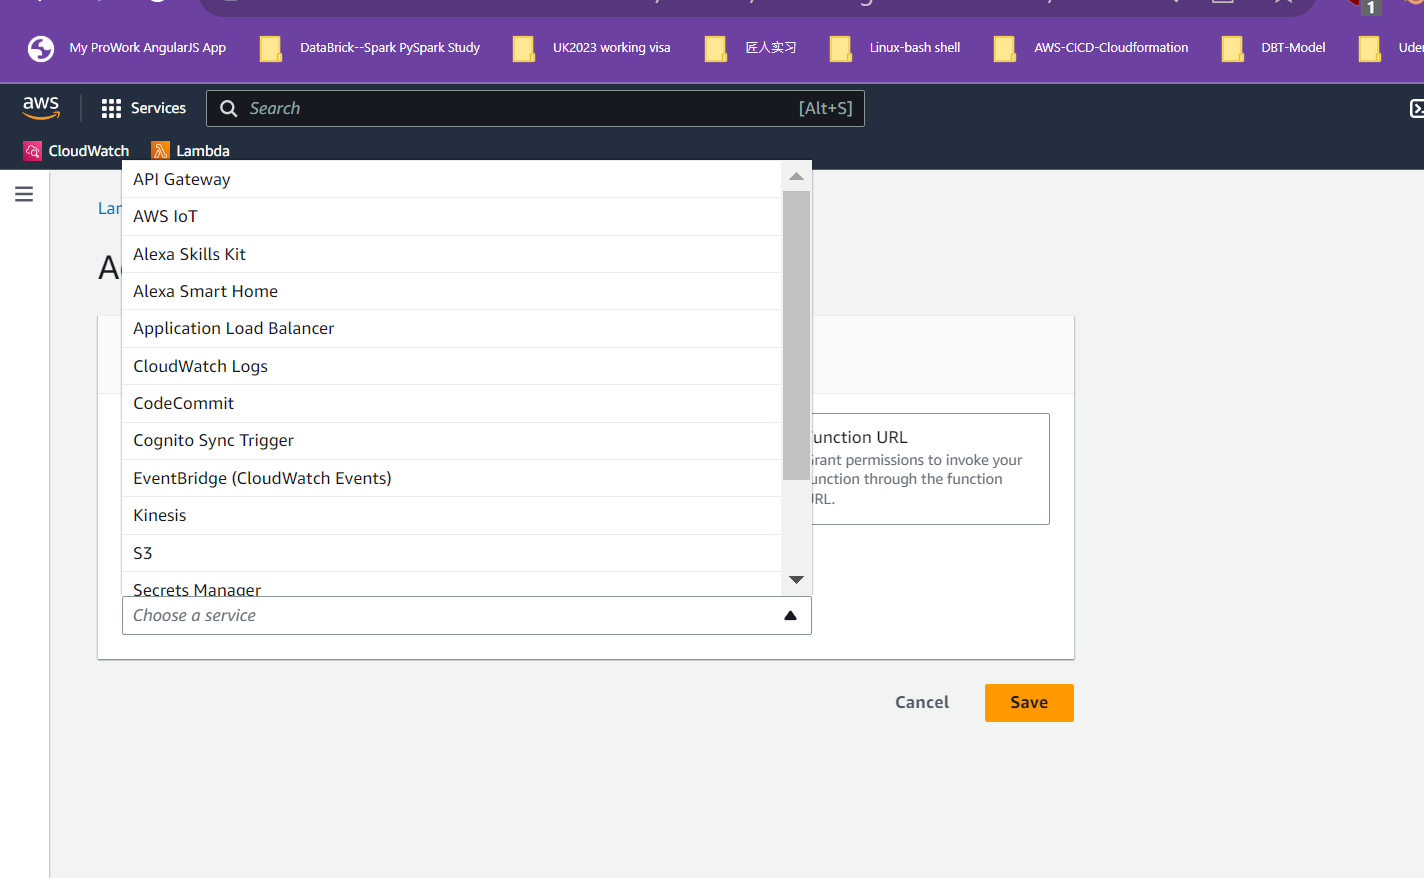 1
My ProWork AngularJS App
DataBrick--Spark PySpark Study
UK2023 working visa
匠人实习
Linux-bash shell
AWS-CICD-Cloudformation
DBT-Model
aws
Services
Search
[Alt+S]
CloudWatch
Lambda
API Gateway
AWS IoT
Alexa Skills Kit
Alexa Smart Home
Application Load Balancer
CloudWatch Logs
CodeCommit
Cognito Sync Trigger
EventBridge (CloudWatch Events)
Kinesis
S3
Secrets Manager
Choose a service
unction URL
rant permissions to invoke your
unction through the function
RL.
Cancel
Save